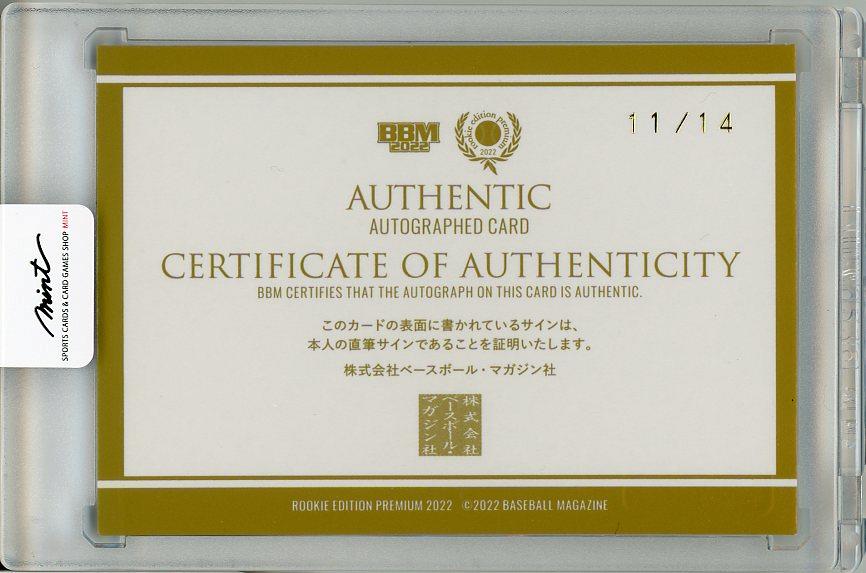 BBM
2022
rookie edition premium
2022
11/14
AUTHENTIC
AUTOGRAPHED CARD
CERTIFICATE OF AUTHENTICITY
BBM CERTIFIES THAT THE AUTOGRAPH ON THIS CARD IS AUTHENTIC.
このカードの表面に書かれているサインは、
本人の直筆サインであることを証明いたします。
株式会社ベースボール・マガジン社
株式会社
ベースボール・
マガジン社
ROOKIE EDITION PREMIUM 2022 ©2022 BASEBALL MAGAZINE
mint
SPORTS CARDS & CARD GAMES SHOP MINT